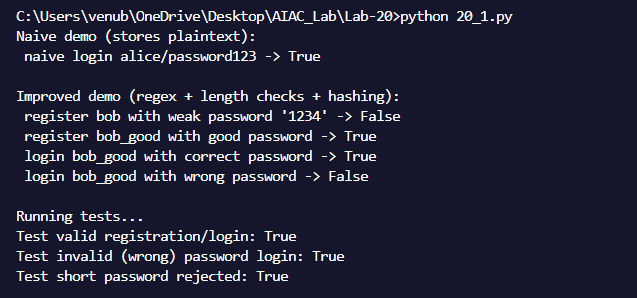 C:\Users\venub\OneDrive\Desktop\AIAC_Lab\Lab-20>python 20_1.py
Naive demo (stores plaintext):
 naive login alice/password123 -> True

Improved demo (regex + length checks + hashing):
 register bob with weak password '1234' -> False
 register bob_good with good password -> True
 login bob_good with correct password -> True
 login bob_good with wrong password -> False

Running tests...
Test valid registration/login: True
Test invalid (wrong) password login: True
Test short password rejected: True